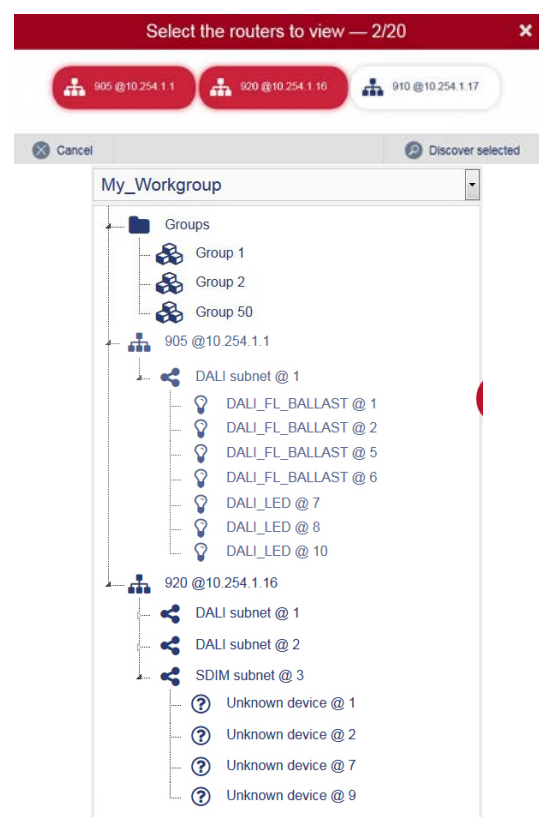 Select the routers to view — 2/20
905 @10.254.1.1 920 @10.254.1.16 910 @10.254.1.17
Cancel Discover selected
My_Workgroup
Groups
Group 1
Group 2
Group 50
905 @10.254.1.1
DALI subnet @ 1
DALI_FL_BALLAST @ 1
DALI_FL_BALLAST @ 2
DALI_FL_BALLAST @ 5
DALI_FL_BALLAST @ 6
DALI_LED @ 7
DALI_LED @ 8
DALI_LED @ 10
920 @10.254.1.16
DALI subnet @ 1
DALI subnet @ 2
SDIM subnet @ 3
Unknown device @ 1
Unknown device @ 2
Unknown device @ 7
Unknown device @ 9